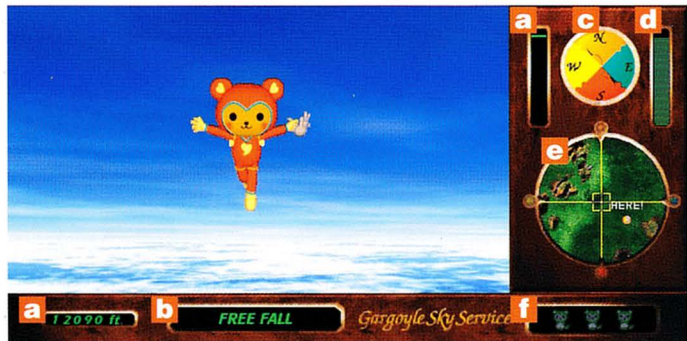 a c d
N
W E
S
e
HERE!
a b f
12090 ft. FREE FALL Gargoyle Sky Service